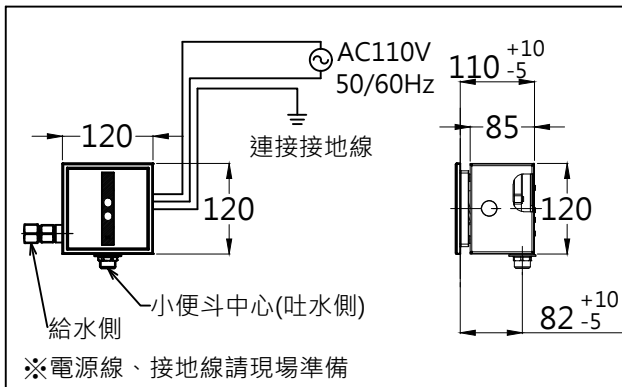 AC110V
50/60Hz
連接接地線
120
120
給水側
小便斗中心(吐水側)
※電源線、接地線請現場準備
110 +10 -5
85
120
82 +10 -5